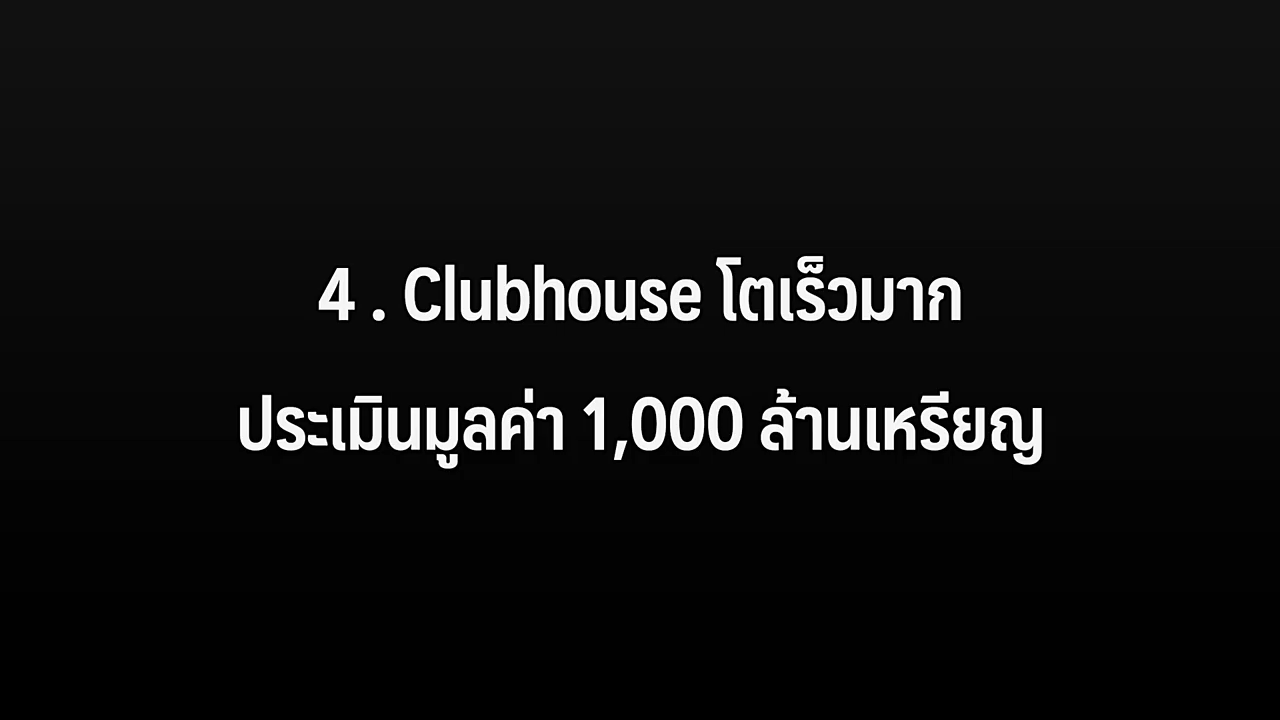 4 . Clubhouse โตเร็วมาก
ประเมินมูลค่า 1,000 ล้านเหรียญ